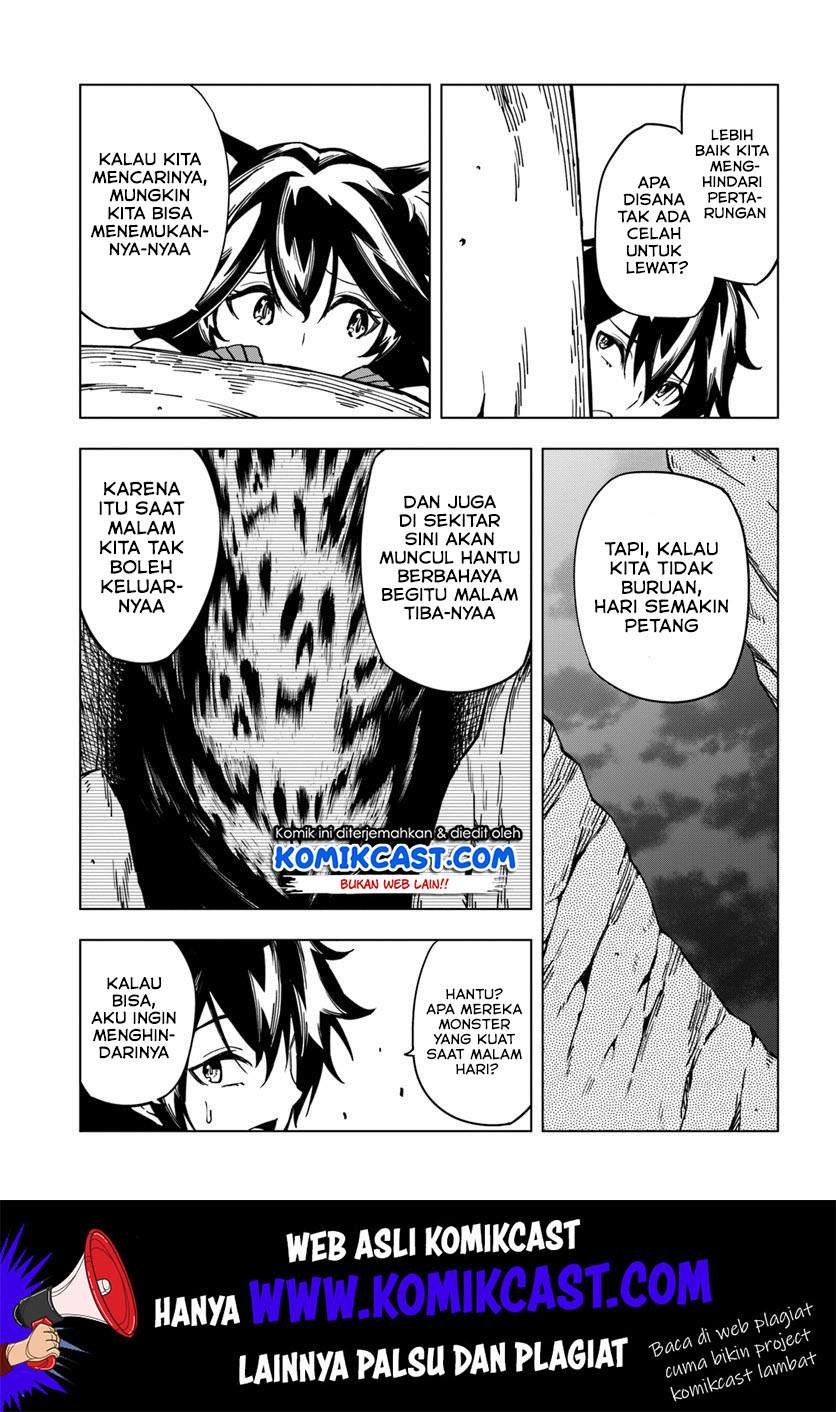 LEBIH
BAIK KITA
MENG-
HINDARI
PERTA-
RUNGAN
APA
DISANA
TAK ADA
CELAH
UNTUK
LEWAT?
KALAU KITA
MENCARINYA,
MUNGKIN
KITA BISA
MENEMUKAN-
NYA-NYAA
TAPI, KALAU
KITA TIDAK
BURUAN,
HARI SEMAKIN
PETANG
DAN JUGA
DI SEKITAR
SINI AKAN
MUNCUL HANTU
BERBAHAYA
BEGITU MALAM
TIBA-NYAA
KARENA
ITU SAAT
MALAM
KITA TAK
BOLEH
KELUAR-
NYAA
Komik ini diterjemahkan & diedit oleh
KOMIKCAST.COM
BUKAN WEB LAIN!!
HANTU?
APA MEREKA
MONSTER
YANG KUAT
SAAT MALAM
HARI?
KALAU
BISA,
AKU INGIN
MENGHIN-
DARINYA
WEB ASLI KOMIKCAST
HANYA WWW.KOMIKCAST.COM
LAINNYA PALSU DAN PLAGIAT
Baca di web plagiat
cuma bikin project
komikcast lambat